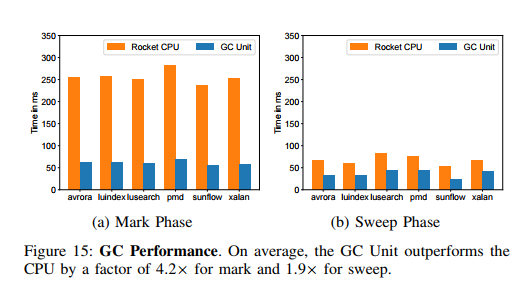 350
300
250
200
150
100
50
0
Time in ms
Rocket CPU
GC Unit
avrora luindex lusearch pmd sunflow xalan
(a) Mark Phase
350
300
250
200
150
100
50
0
Time in ms
Rocket CPU
GC Unit
avrora luindex lusearch pmd sunflow xalan
(b) Sweep Phase
Figure 15: GC Performance. On average, the GC Unit outperforms the
CPU by a factor of 4.2× for mark and 1.9× for sweep.